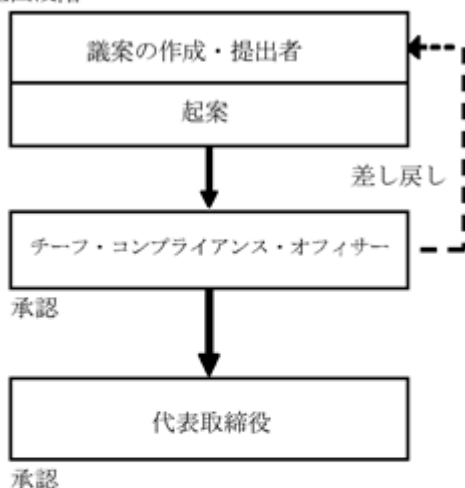 議案の作成・提出者
起案
差し戻し
チーフ・コンプライアンス・オフィサー
承認
代表取締役
承認